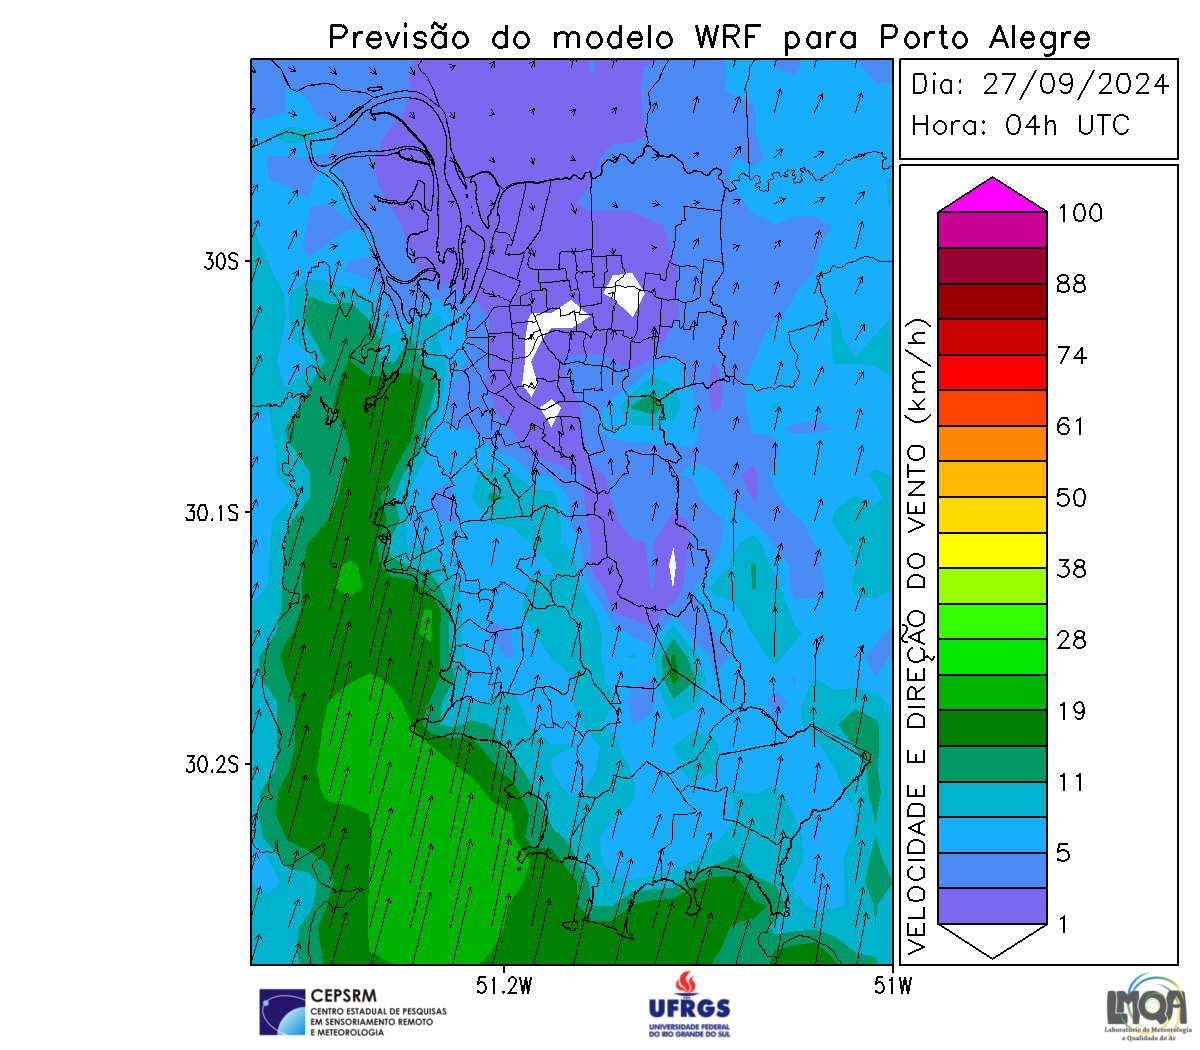 Previsão do modelo WRF para Porto Alegre
Dia: 27/09/2024
Hora: 04h UTC
30S
30.1S
30.2S
51.2W
51W
VELOCIDADE E DIREÇÃO DO VENTO (km/h)
100
88
74
61
50
38
28
19
11
5
1
CEPSRM
CENTRO ESTADUAL DE PESQUISAS
EM SENSORIAMENTO REMOTO
E METEOROLOGIA
UFRGS
UNIVERSIDADE FEDERAL
DO RIO GRANDE DO SUL
LMQA
Laboratório de Meteorologia
e Qualidade do Ar